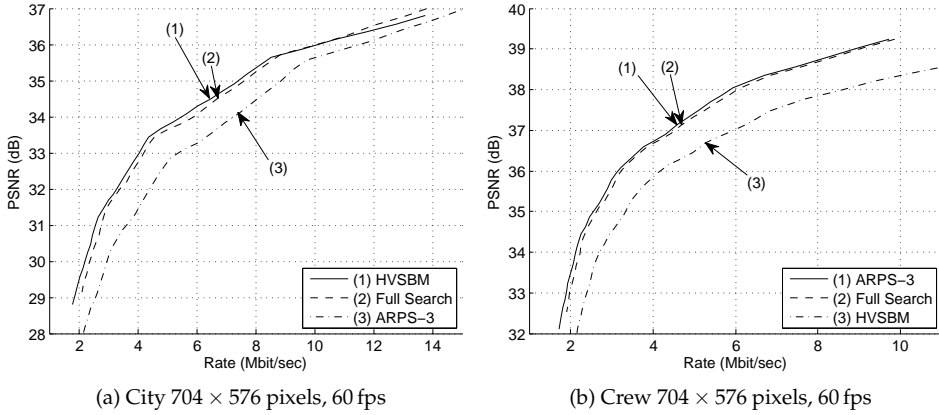 37
36
35
34
33
32
31
30
29
28
PSNR (dB)
(1)
(2)
(3)
(1) HVSBM
(2) Full Search
(3) ARPS−3
2 4 6 8 10 12 14
Rate (Mbit/sec)
(a) City 704 × 576 pixels, 60 fps
40
39
38
37
36
35
34
33
32
PSNR (dB)
(1)
(2)
(3)
(1) ARPS−3
(2) Full Search
(3) HVSBM
2 4 6 8 10
Rate (Mbit/sec)
(b) Crew 704 × 576 pixels, 60 fps